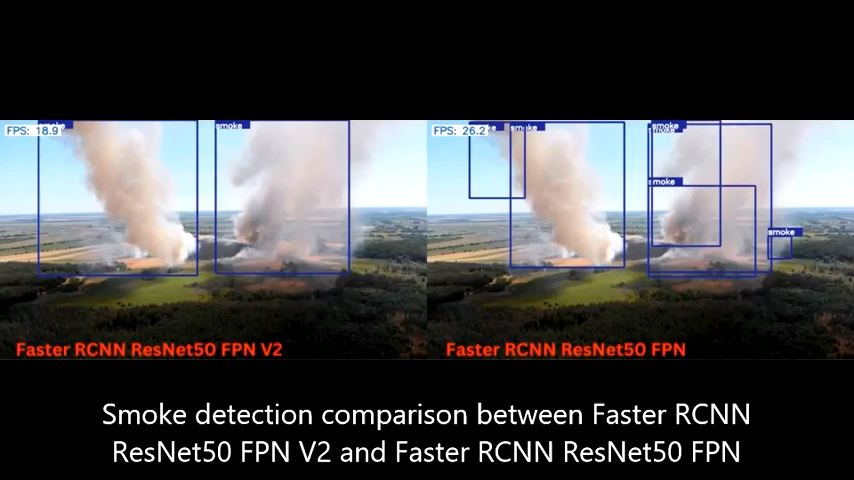 FPS: 18.9
smoke
smoke
FPS: 26.2
smoke
smoke
smoke
smoke
Faster RCNN ResNet50 FPN V2
Faster RCNN ResNet50 FPN
Smoke detection comparison between Faster RCNN
ResNet50 FPN V2 and Faster RCNN ResNet50 FPN